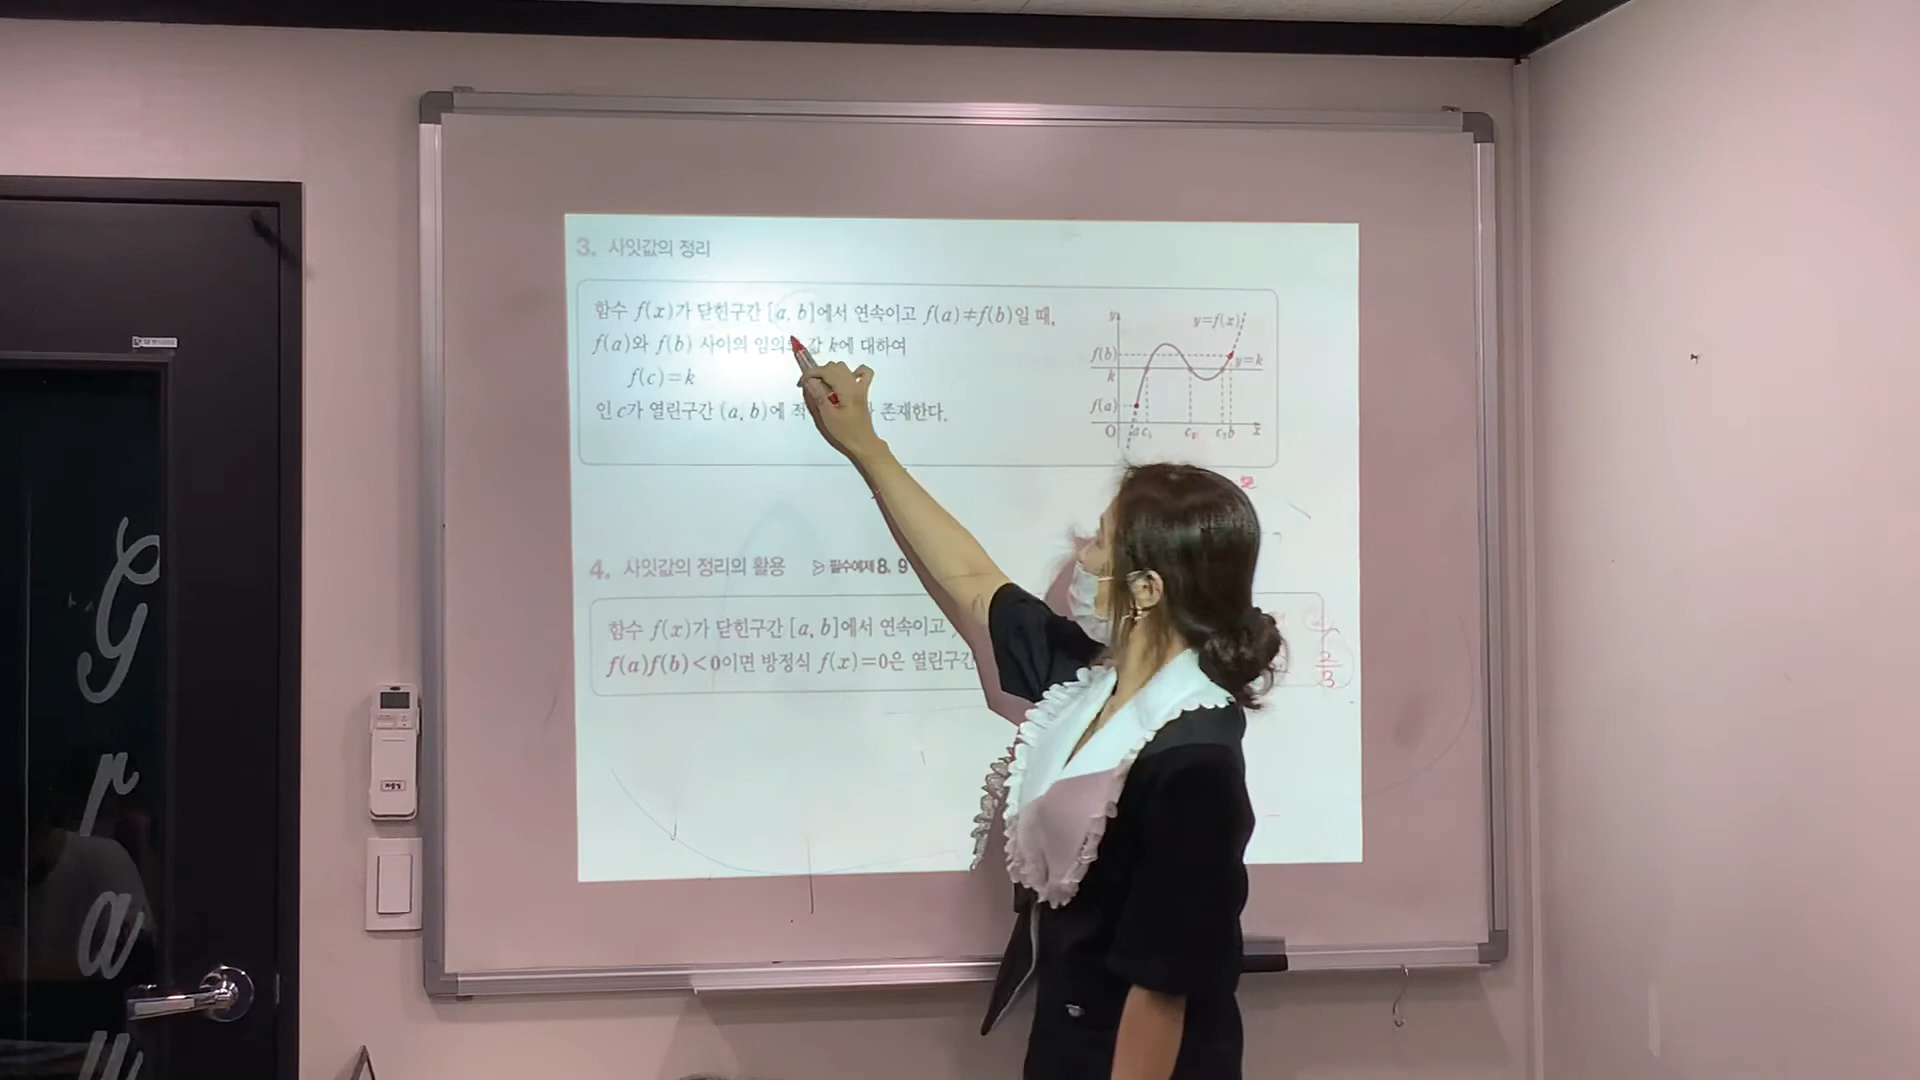 3. 사잇값의 정리
함수 f(x)가 닫힌구간 [a, b]에서 연속이고 f(a)≠f(b)일 때,
f(a)와 f(b) 사이의 임의의 값 k에 대하여
f(c)=k
인 c가 열린구간 (a, b)에 적 존재한다.
y
y=f(x)
f(b)
y=k
k
f(a)
O a c₁ c₂ c₃ b x
2
4. 사잇값의 정리의 활용 ▷ 필수예제 8, 9
함수 f(x)가 닫힌구간 [a, b]에서 연속이고
f(a)f(b)<0이면 방정식 f(x)=0은 열린구간
2
3
Gra